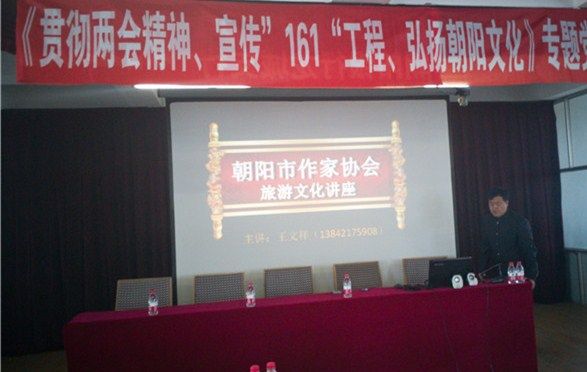 《贯彻两会精神、宣传”161“工程、弘扬朝阳文化》专题
朝阳市作家协会
旅游文化讲座
主讲：王文祥（13842175908）